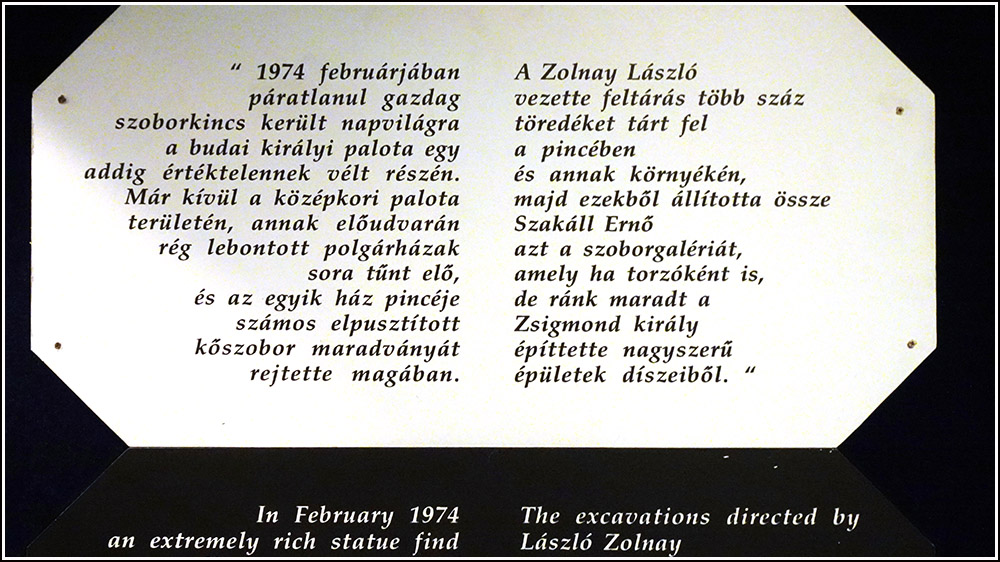 “ 1974 februárjában
páratlanul gazdag
szoborkincs került napvilágra
a budai királyi palota egy
addig értéktelennek vélt részén.
Már kívül a középkori palota
területén, annak előudvarán
rég lebontott polgárházak
sora tűnt elő,
és az egyik ház pincéje
számos elpusztított
kőszobor maradványát
rejtette magában.
A Zolnay László
vezette feltárás több száz
töredéket tárt fel
a pincében
és annak környékén,
majd ezekből állította össze
Szakáll Ernő
azt a szoborgalériát,
amely ha torzóként is,
de ránk maradt a
Zsigmond király
építtette nagyszerű
épületek díszeiből. “
In February 1974
an extremely rich statue find
The excavations directed by
László Zolnay